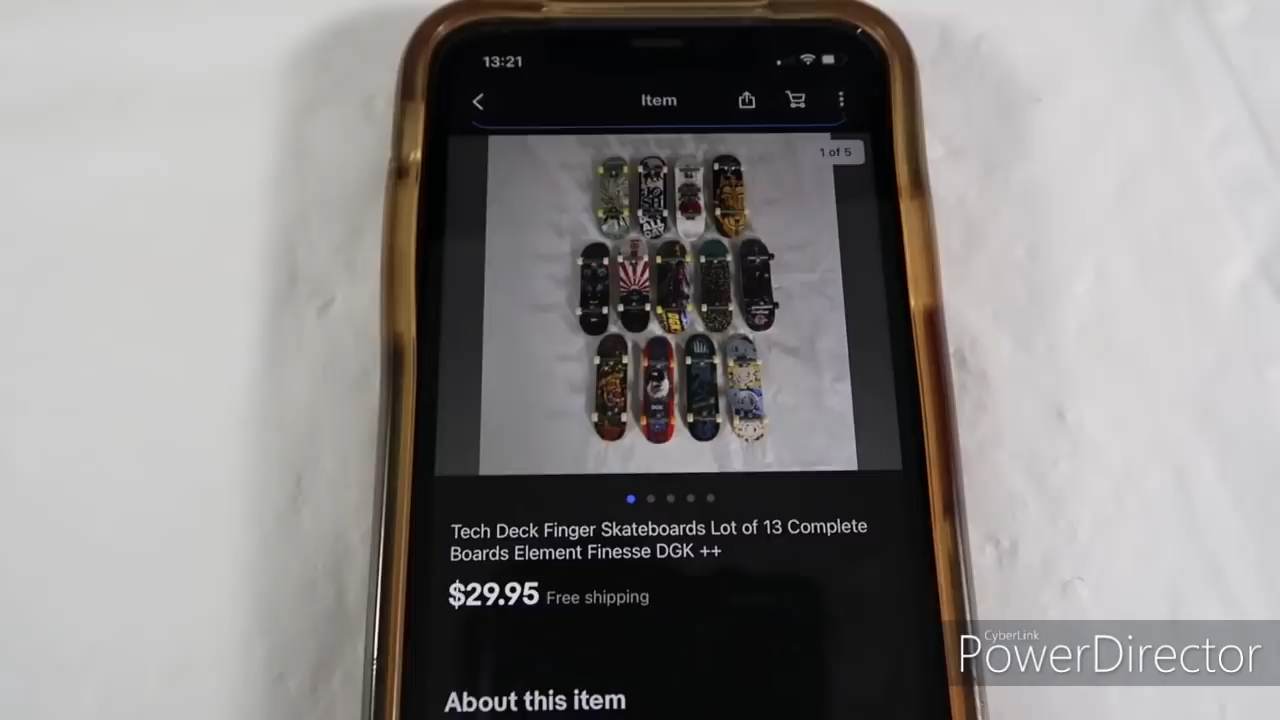 13:21
Item
1 of 5
DGK
Tech Deck Finger Skateboards Lot of 13 Complete
Boards Element Finesse DGK ++
$29.95 Free shipping
About this item
CyberLink
PowerDirector